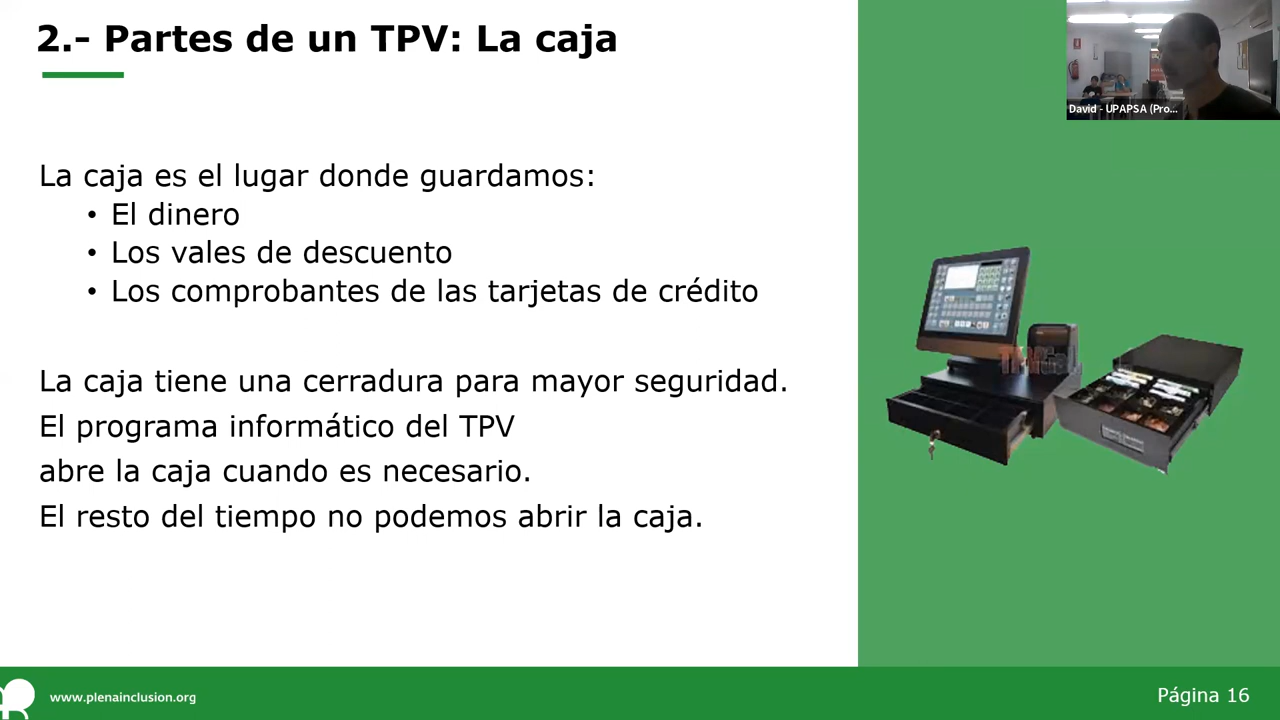 2.- Partes de un TPV: La caja
David - UPAPSA (Pro...
La caja es el lugar donde guardamos:
• El dinero
• Los vales de descuento
• Los comprobantes de las tarjetas de crédito
La caja tiene una cerradura para mayor seguridad.
El programa informático del TPV
abre la caja cuando es necesario.
El resto del tiempo no podemos abrir la caja.
www.plenainclusion.org
Página 16